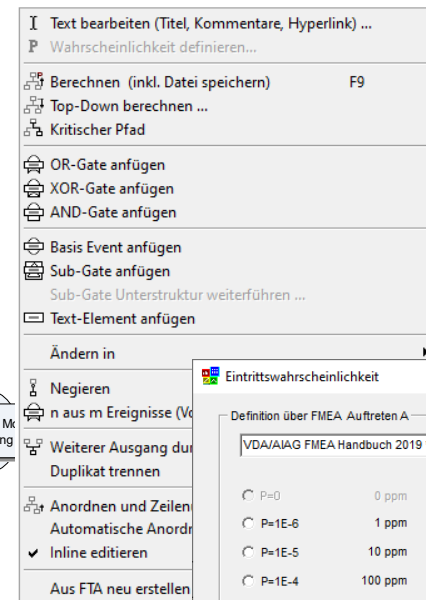 Text bearbeiten (Titel, Kommentare, Hyperlink) ...
P Wahrscheinlichkeit definieren...
Berechnen (inkl. Datei speichern) F9
Top-Down berechnen ...
Kritischer Pfad
OR-Gate anfügen
XOR-Gate anfügen
AND-Gate anfügen
Basis Event anfügen
Sub-Gate anfügen
Sub-Gate Unterstruktur weiterführen ...
Text-Element anfügen
Ändern in
Negieren
n aus m Ereignisse (Vo
Weiterer Ausgang dur
Duplikat trennen
Anordnen und Zeilen
Automatische Anordn
Inline editieren
Aus FTA neu erstellen
Mo
ng
Eintrittswahrscheinlichkeit
Definition über FMEA Auftreten A
VDA/AIAG FMEA Handbuch 2019
P=0 0 ppm
P=1E-6 1 ppm
P=1E-5 10 ppm
P=1E-4 100 ppm